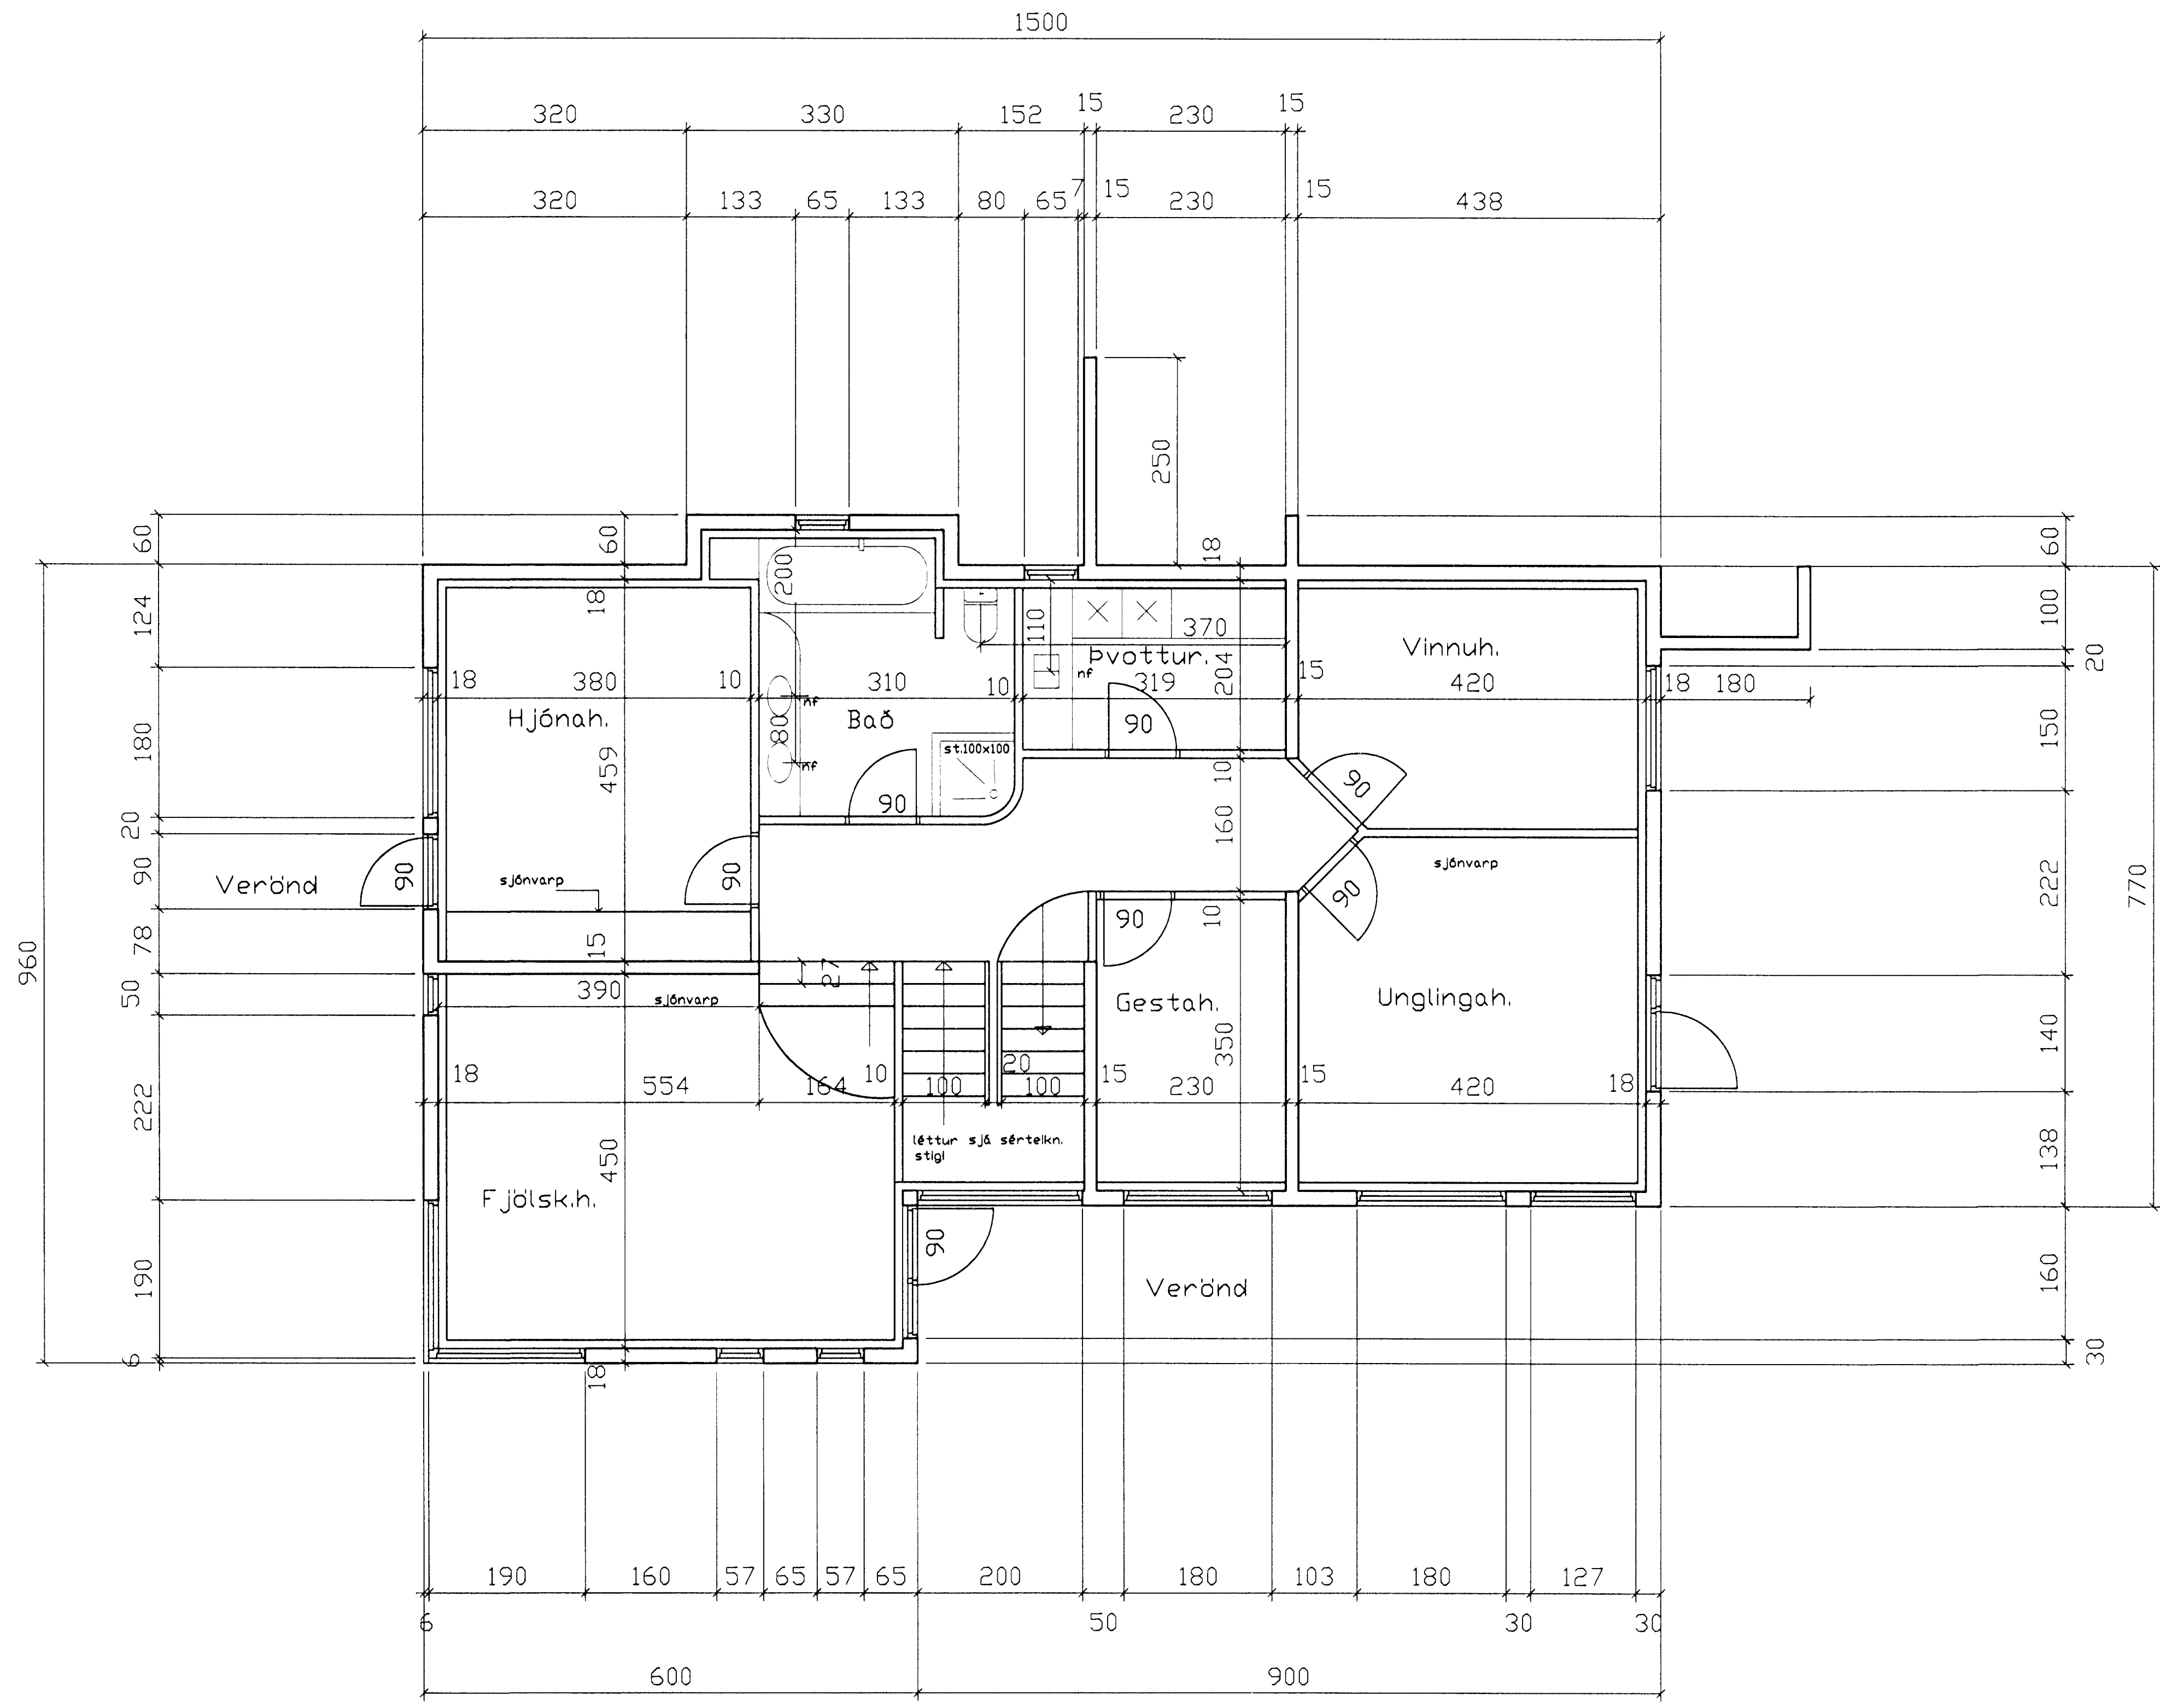 1500
320 330 152 15 230 15
320 133 65 133 80 65 7 15 230 15 438
250
60 60 18 60
124 18 200 110 370 Vinnuh. 100
Þvottur. 204 20
nf
18 380 10 310 10 319 15 420 18 180
Hjónah. nf Bað 90
180 459 80 st.100x100 150
nf 90 10 90
20 160
90 Verönd 90 sjónvarp 90 sjónvarp 222 770
90
90 10
960 78 15 27
50 390 sjónvarp Gestah. Unglingah.
350 140
20
222 18 554 164 10 100 100 15 230 15 420 18
450 léttur sjá sérteikn.
stigi
138
Fjölsk.h.
190 90 Verönd 160
6 18 30
190 160 57 65 57 65 200 180 103 180 127
6 50 30 30
600 900